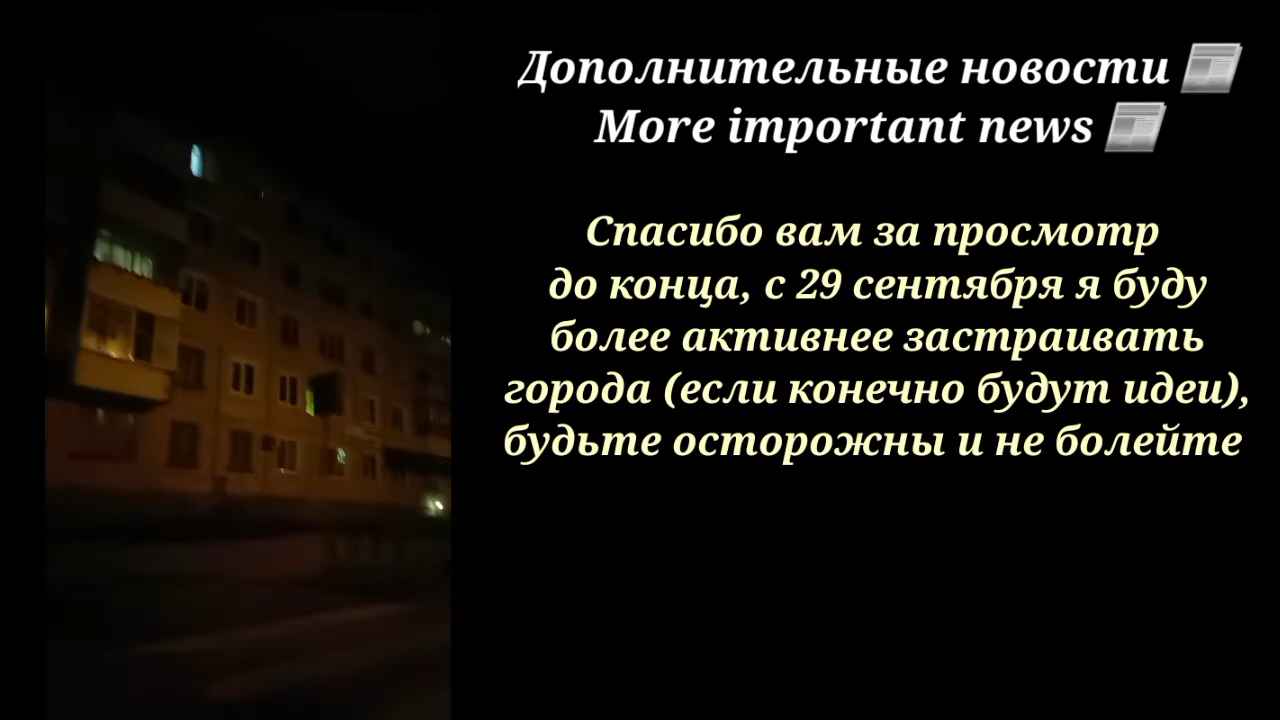 Дополнительные новости 📰
More important news 📰
Спасибо вам за просмотр
до конца, с 29 сентября я буду
более активнее застраивать
города (если конечно будут идеи),
будьте осторожны и не болейте